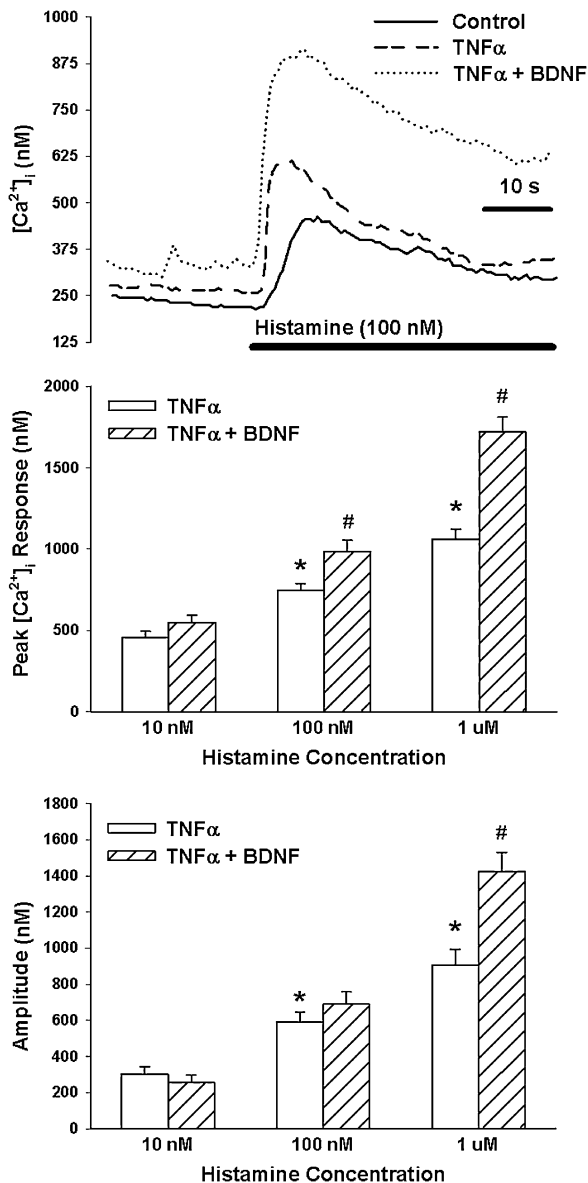 1000
875
750
625
500
375
250
125
[Ca²⁺]ᵢ (nM)
Control
TNFα
TNFα + BDNF
10 s
Histamine (100 nM)
2000
1500
1000
500
0
Peak [Ca²⁺]ᵢ Response (nM)
TNFα
TNFα + BDNF
*
#
*
#
10 nM 100 nM 1 uM
Histamine Concentration
1800
1600
1400
1200
1000
800
600
400
200
0
Amplitude (nM)
TNFα
TNFα + BDNF
*
*
#
10 nM 100 nM 1 uM
Histamine Concentration